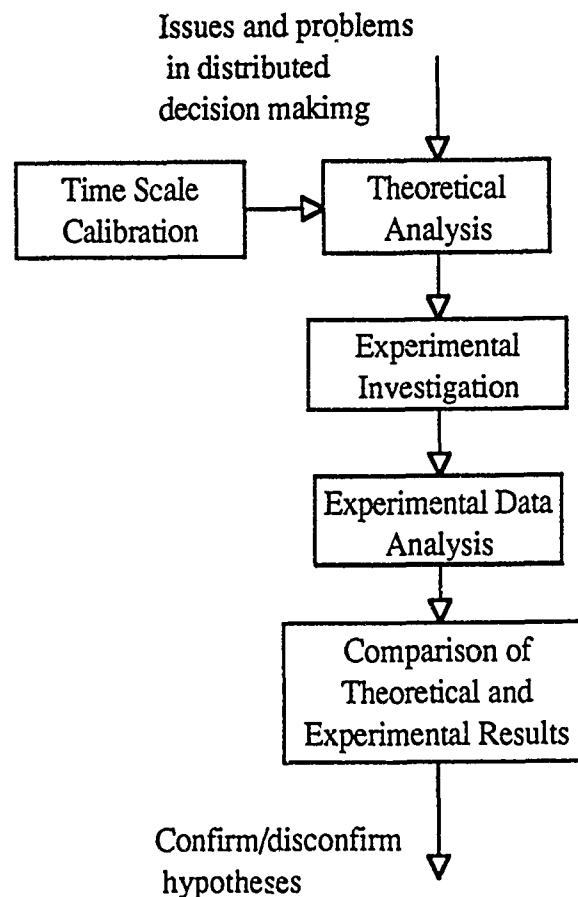 Issues and problems
in distributed
decision makimg
Time Scale
Calibration
Theoretical
Analysis
Experimental
Investigation
Experimental Data
Analysis
Comparison of
Theoretical and
Experimental Results
Confirm/disconfirm
hypotheses